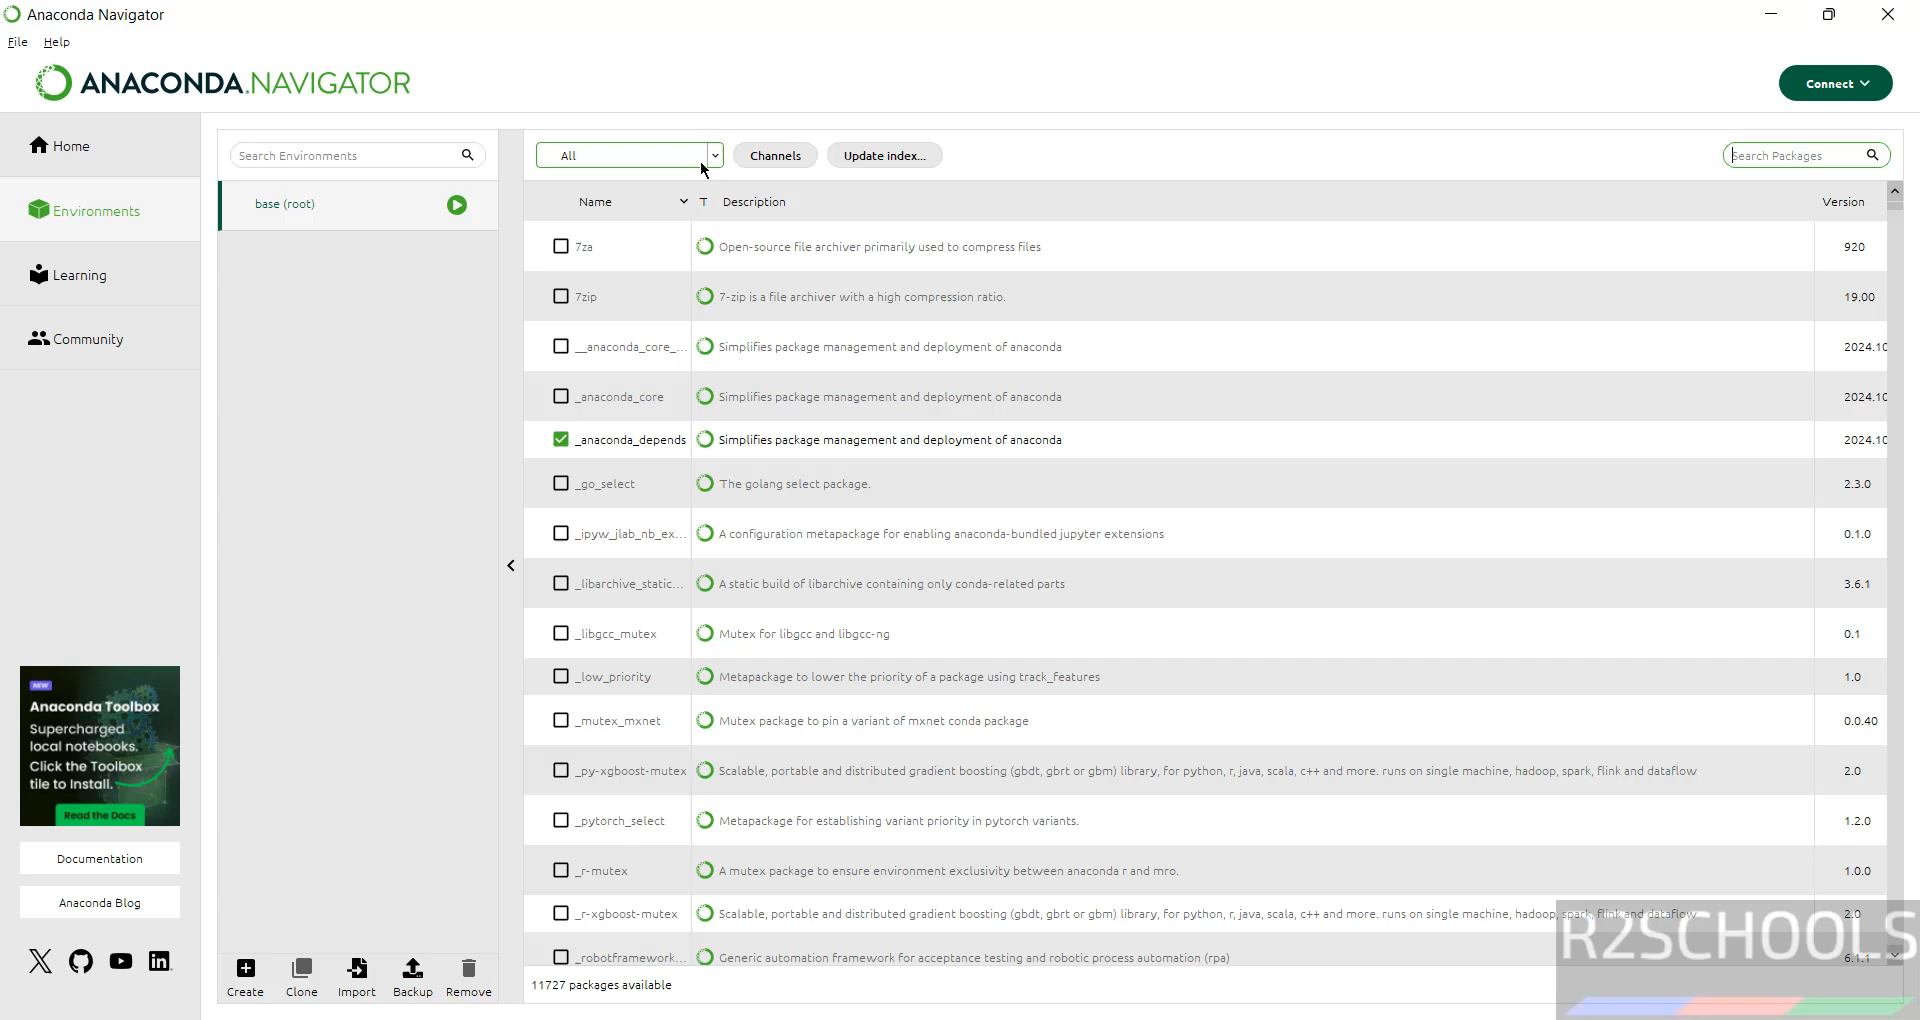 Anaconda Navigator
File Help
ANACONDA.NAVIGATOR
Connect
Home
Environments
Learning
Community
NEW
Anaconda Toolbox
Supercharged
local notebooks.
Click the Toolbox
tile to Install.
Read the Docs
Documentation
Anaconda Blog
Search Environments
base (root)
Create Clone Import Backup Remove
All Channels Update index... Search Packages
Name T Description Version
7za Open-source file archiver primarily used to compress files 920
7zip 7-zip is a file archiver with a high compression ratio. 19.00
__anaconda_core_... Simplifies package management and deployment of anaconda 2024.10
_anaconda_core Simplifies package management and deployment of anaconda 2024.10
_anaconda_depends Simplifies package management and deployment of anaconda 2024.10
_go_select The golang select package. 2.3.0
_ipyw_jlab_nb_ex... A configuration metapackage for enabling anaconda-bundled jupyter extensions 0.1.0
_libarchive_static... A static build of libarchive containing only conda-related parts 3.6.1
_libgcc_mutex Mutex for libgcc and libgcc-ng 0.1
_low_priority Metapackage to lower the priority of a package using track_features 1.0
_mutex_mxnet Mutex package to pin a variant of mxnet conda package 0.0.40
_py-xgboost-mutex Scalable, portable and distributed gradient boosting (gbdt, gbrt or gbm) library, for python, r, java, scala, c++ and more. runs on single machine, hadoop, spark, flink and dataflow 2.0
_pytorch_select Metapackage for establishing variant priority in pytorch variants. 1.2.0
_r-mutex A mutex package to ensure environment exclusivity between anaconda r and mro. 1.0.0
_r-xgboost-mutex Scalable, portable and distributed gradient boosting (gbdt, gbrt or gbm) library, for python, r, java, scala, c++ and more. runs on single machine, hadoop, spark, flink and dataflow 2.0
_robotframework... Generic automation framework for acceptance testing and robotic process automation (rpa) 6.1.1
11727 packages available
R2SCHOOLS